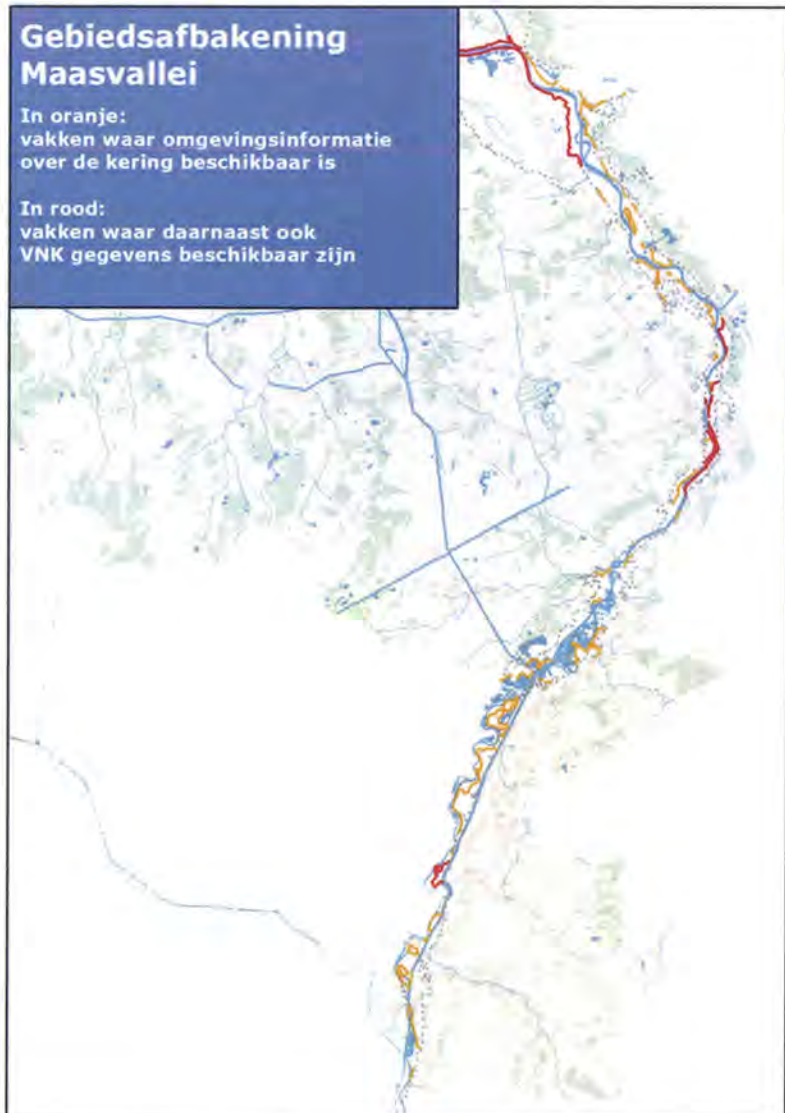 Gebiedsafbakening
Maasvallei
In oranje:
vakken waar omgevingsinformatie
over de kering beschikbaar is
In rood:
vakken waar daarnaast ook
VNK gegevens beschikbaar zijn